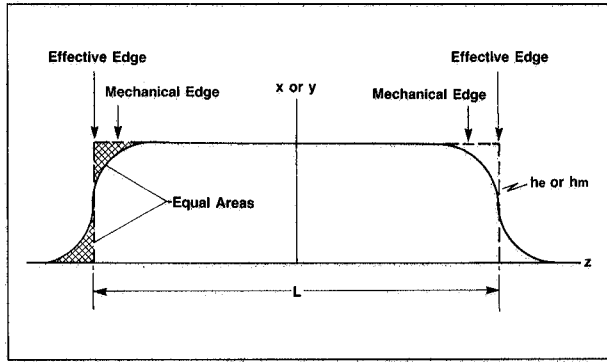 Effective Edge
Effective Edge
Mechanical Edge
x or y
Mechanical Edge
he or hm
Equal Areas
z
L